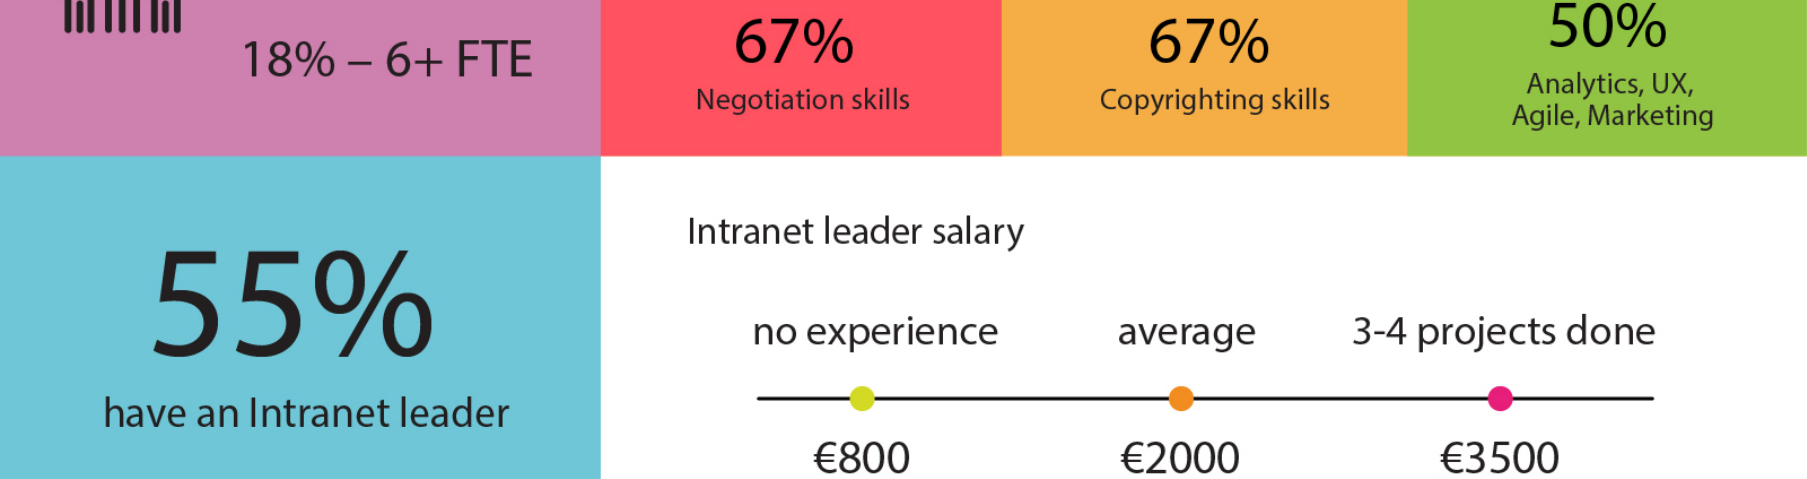 18% – 6+ FTE
67%
Negotiation skills
67%
Copyrighting skills
50%
Analytics, UX,
Agile, Marketing
55%
have an Intranet leader
Intranet leader salary
no experience
average
3-4 projects done
€800
€2000
€3500